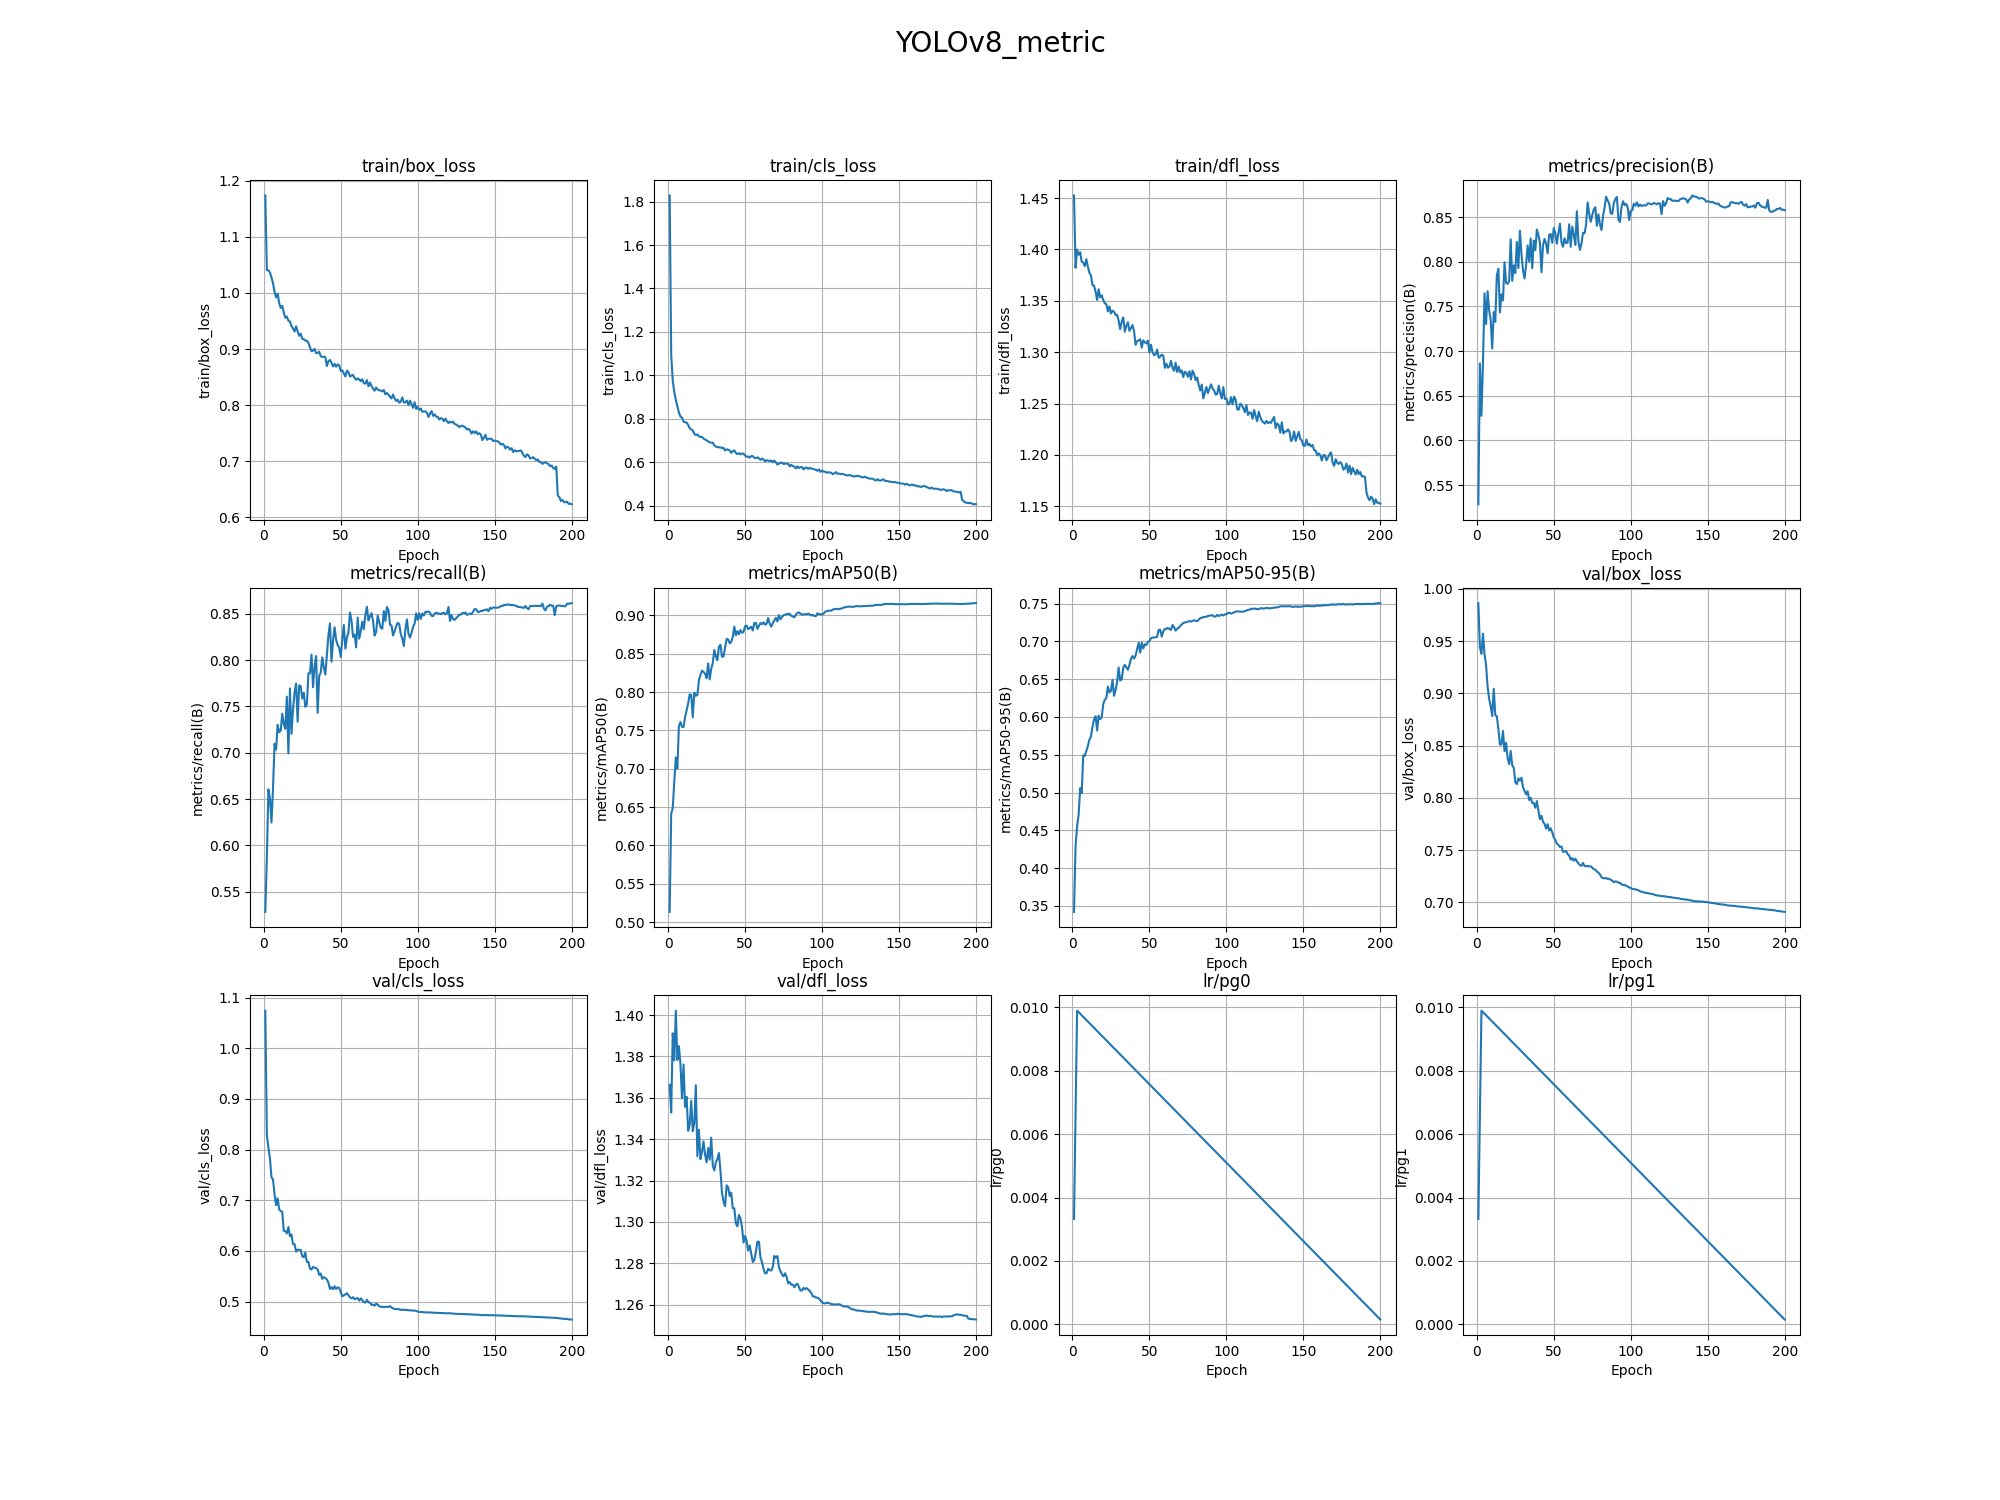 YOLOv8_metric
train/box_loss
train/cls_loss
train/dfl_loss
metrics/precision(B)
1.2
1.1
1.0
0.9
0.8
0.7
0.6
train/box_loss
0 50 100 150 200
Epoch
1.8
1.6
1.4
1.2
1.0
0.8
0.6
0.4
train/cls_loss
0 50 100 150 200
Epoch
1.45
1.40
1.35
1.30
1.25
1.20
1.15
train/dfl_loss
0 50 100 150 200
Epoch
0.85
0.80
0.75
0.70
0.65
0.60
0.55
metrics/precision(B)
0 50 100 150 200
Epoch
metrics/recall(B)
metrics/mAP50(B)
metrics/mAP50-95(B)
val/box_loss
0.85
0.80
0.75
0.70
0.65
0.60
0.55
metrics/recall(B)
0 50 100 150 200
Epoch
0.90
0.85
0.80
0.75
0.70
0.65
0.60
0.55
0.50
metrics/mAP50(B)
0 50 100 150 200
Epoch
0.75
0.70
0.65
0.60
0.55
0.50
0.45
0.40
0.35
metrics/mAP50-95(B)
0 50 100 150 200
Epoch
1.00
0.95
0.90
0.85
0.80
0.75
0.70
val/box_loss
0 50 100 150 200
Epoch
val/cls_loss
val/dfl_loss
lr/pg0
lr/pg1
1.1
1.0
0.9
0.8
0.7
0.6
0.5
val/cls_loss
0 50 100 150 200
Epoch
1.40
1.38
1.36
1.34
1.32
1.30
1.28
1.26
val/dfl_loss
0 50 100 150 200
Epoch
0.010
0.008
0.006
0.004
0.002
0.000
lr/pg0
0 50 100 150 200
Epoch
0.010
0.008
0.006
0.004
0.002
0.000
lr/pg1
0 50 100 150 200
Epoch